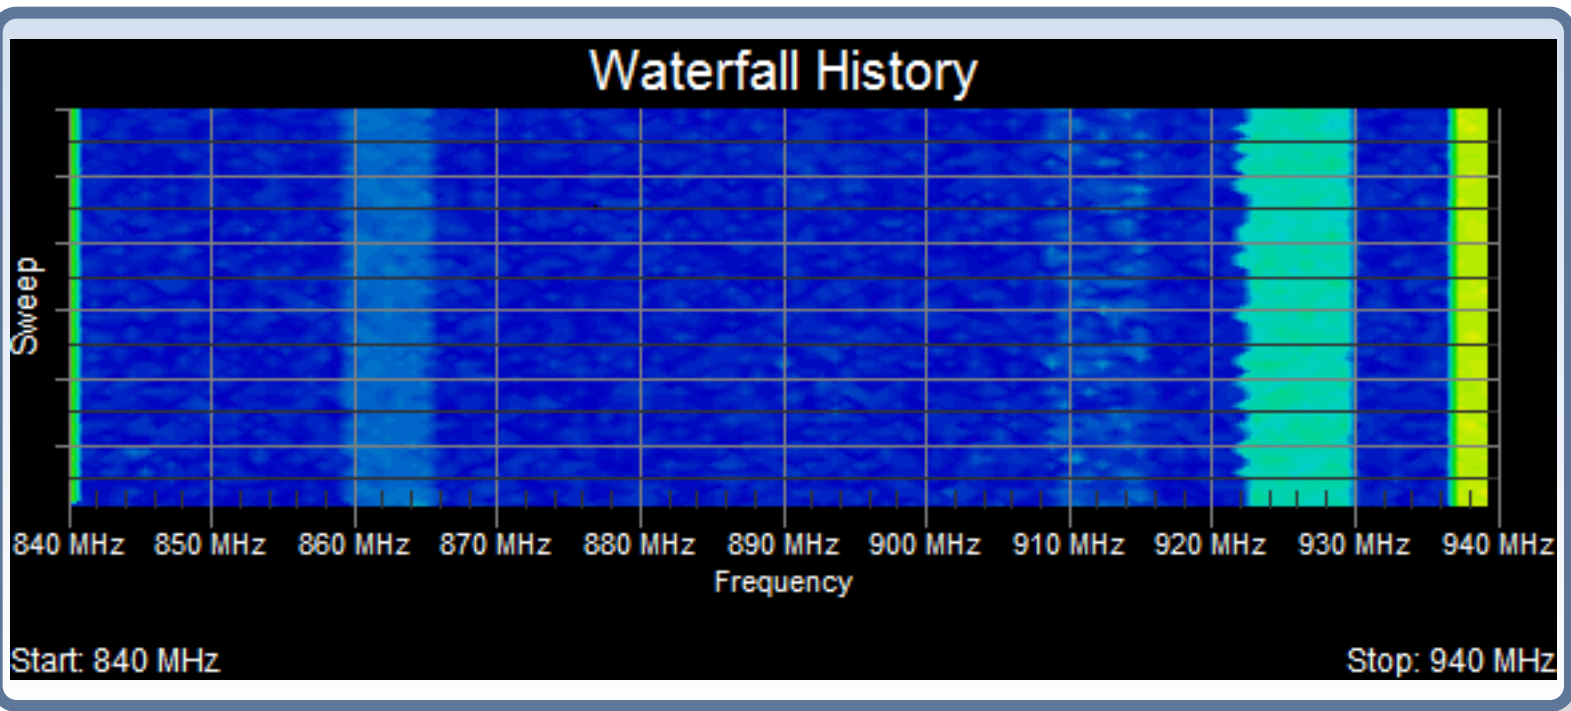 Waterfall History
Sweep
840 MHz 850 MHz 860 MHz 870 MHz 880 MHz 890 MHz 900 MHz 910 MHz 920 MHz 930 MHz 940 MHz
Frequency
Start: 840 MHz Stop: 940 MHz